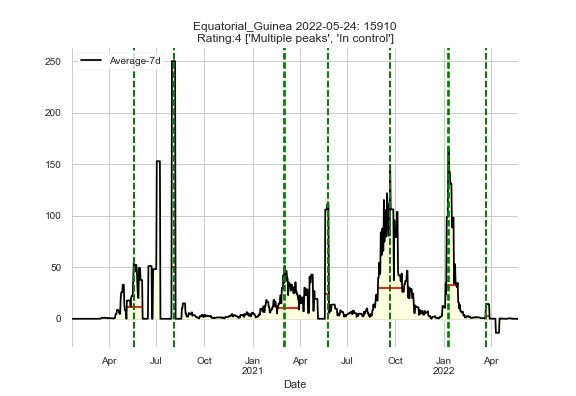 Equatorial_Guinea 2022-05-24: 15910
Rating:4 ['Multiple peaks', 'In control']
Average-7d
250
200
150
100
50
0
Apr Jul Oct Jan Apr Jul Oct Jan Apr
2021 2022
Date